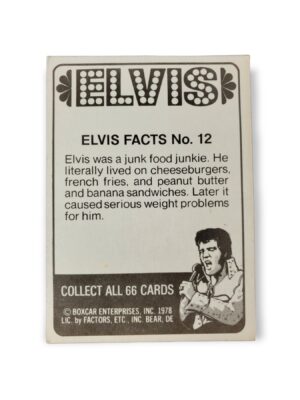 ELVIS
ELVIS FACTS No. 12
Elvis was a junk food junkie. He
literally lived on cheeseburgers,
french fries, and peanut butter
and banana sandwiches. Later it
caused serious weight problems
for him.
COLLECT ALL 66 CARDS
© BOXCAR ENTERPRISES, INC. 1978
LIC. by FACTORS, ETC., INC. BEAR, DE